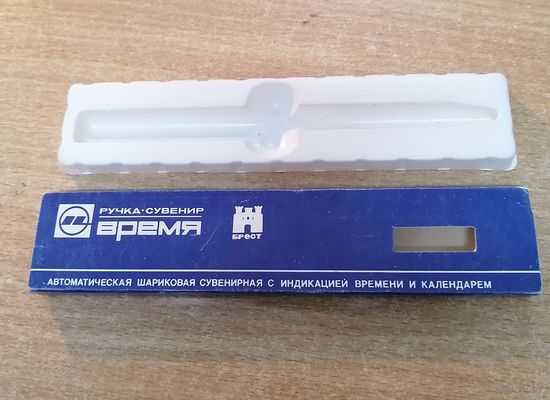 РУЧКА·СУВЕНИР
время
БРЕСТ
АВТОМАТИЧЕСКАЯ ШАРИКОВАЯ СУВЕНИРНАЯ С ИНДИКАЦИЕЙ ВРЕМЕНИ И КАЛЕНДАРЕМ